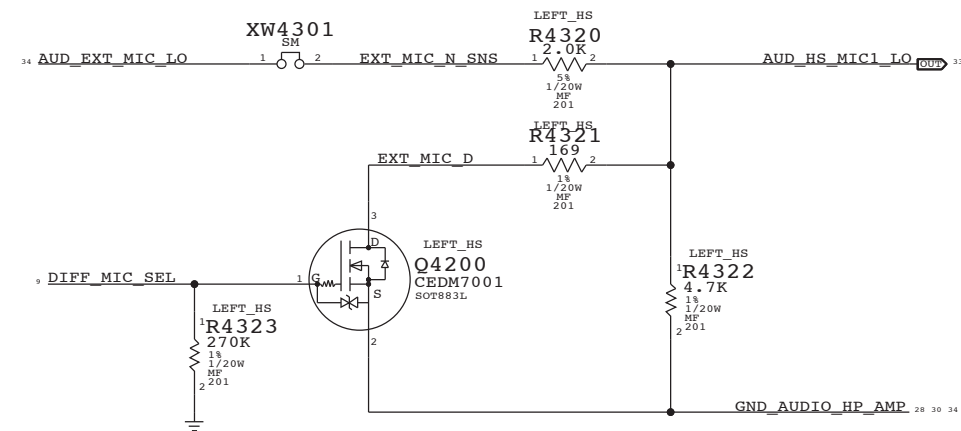 LEFT_HS
XW4301
SM
R4320
2.0K
34 AUD_EXT_MIC_LO
1 2
EXT_MIC_N_SNS
1 2
AUD_HS_MIC1_LO
OUT
33
5%
1/20W
MF
201
LEFT_HS
R4321
169
EXT_MIC_D
1 2
1%
1/20W
MF
201
3
D
LEFT_HS
Q4200
CEDM7001
SOT883L
9 DIFF_MIC_SEL
1
G
S
2
LEFT_HS
1 R4322
4.7K
1%
1/20W
MF
2 201
LEFT_HS
1 R4323
270K
1%
1/20W
MF
2 201
GND_AUDIO_HP_AMP 28 30 34